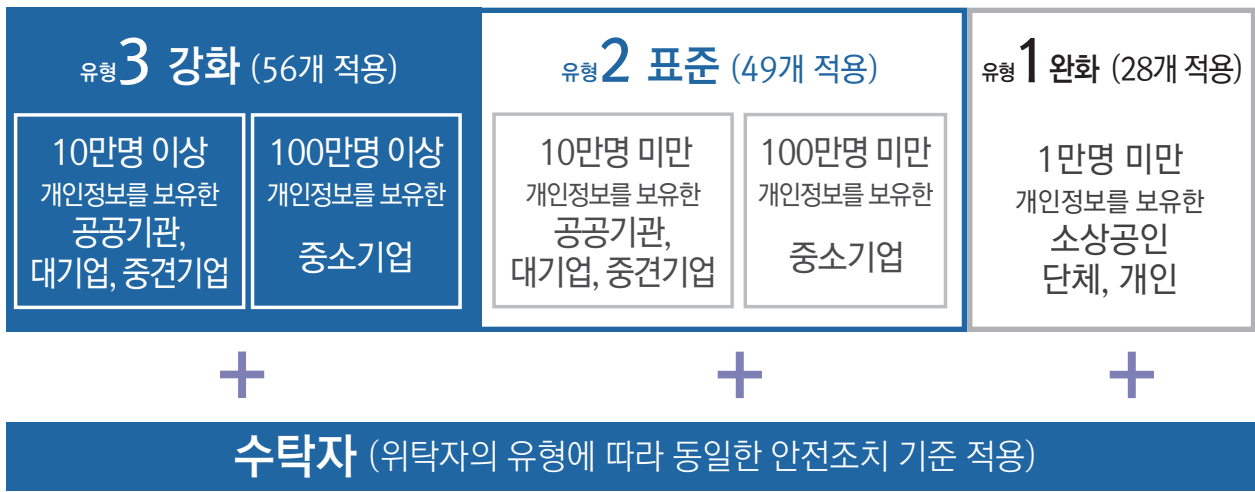 유형3 강화 (56개 적용)
10만명 이상
개인정보를 보유한
공공기관,
대기업, 중견기업
100만명 이상
개인정보를 보유한
중소기업
유형2 표준 (49개 적용)
10만명 미만
개인정보를 보유한
공공기관,
대기업, 중견기업
100만명 미만
개인정보를 보유한
중소기업
유형1 완화 (28개 적용)
1만명 미만
개인정보를 보유한
소상공인
단체, 개인
+ + +
수탁자 (위탁자의 유형에 따라 동일한 안전조치 기준 적용)